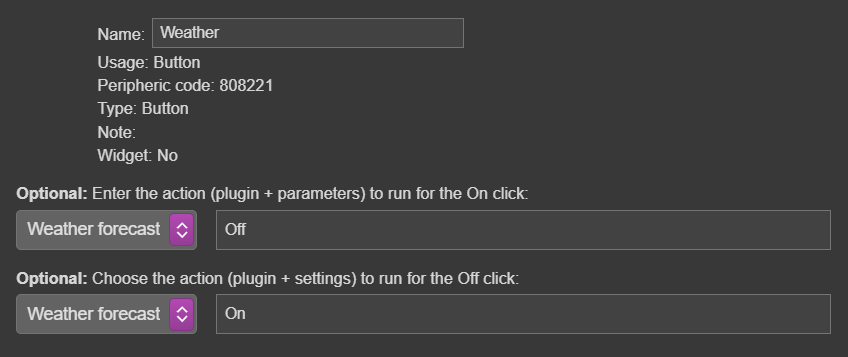 Name: Weather
Usage: Button
Peripheric code: 808221
Type: Button
Note:
Widget: No
Optional: Enter the action (plugin + parameters) to run for the On click:
Weather forecast Off
Optional: Choose the action (plugin + settings) to run for the Off click:
Weather forecast On